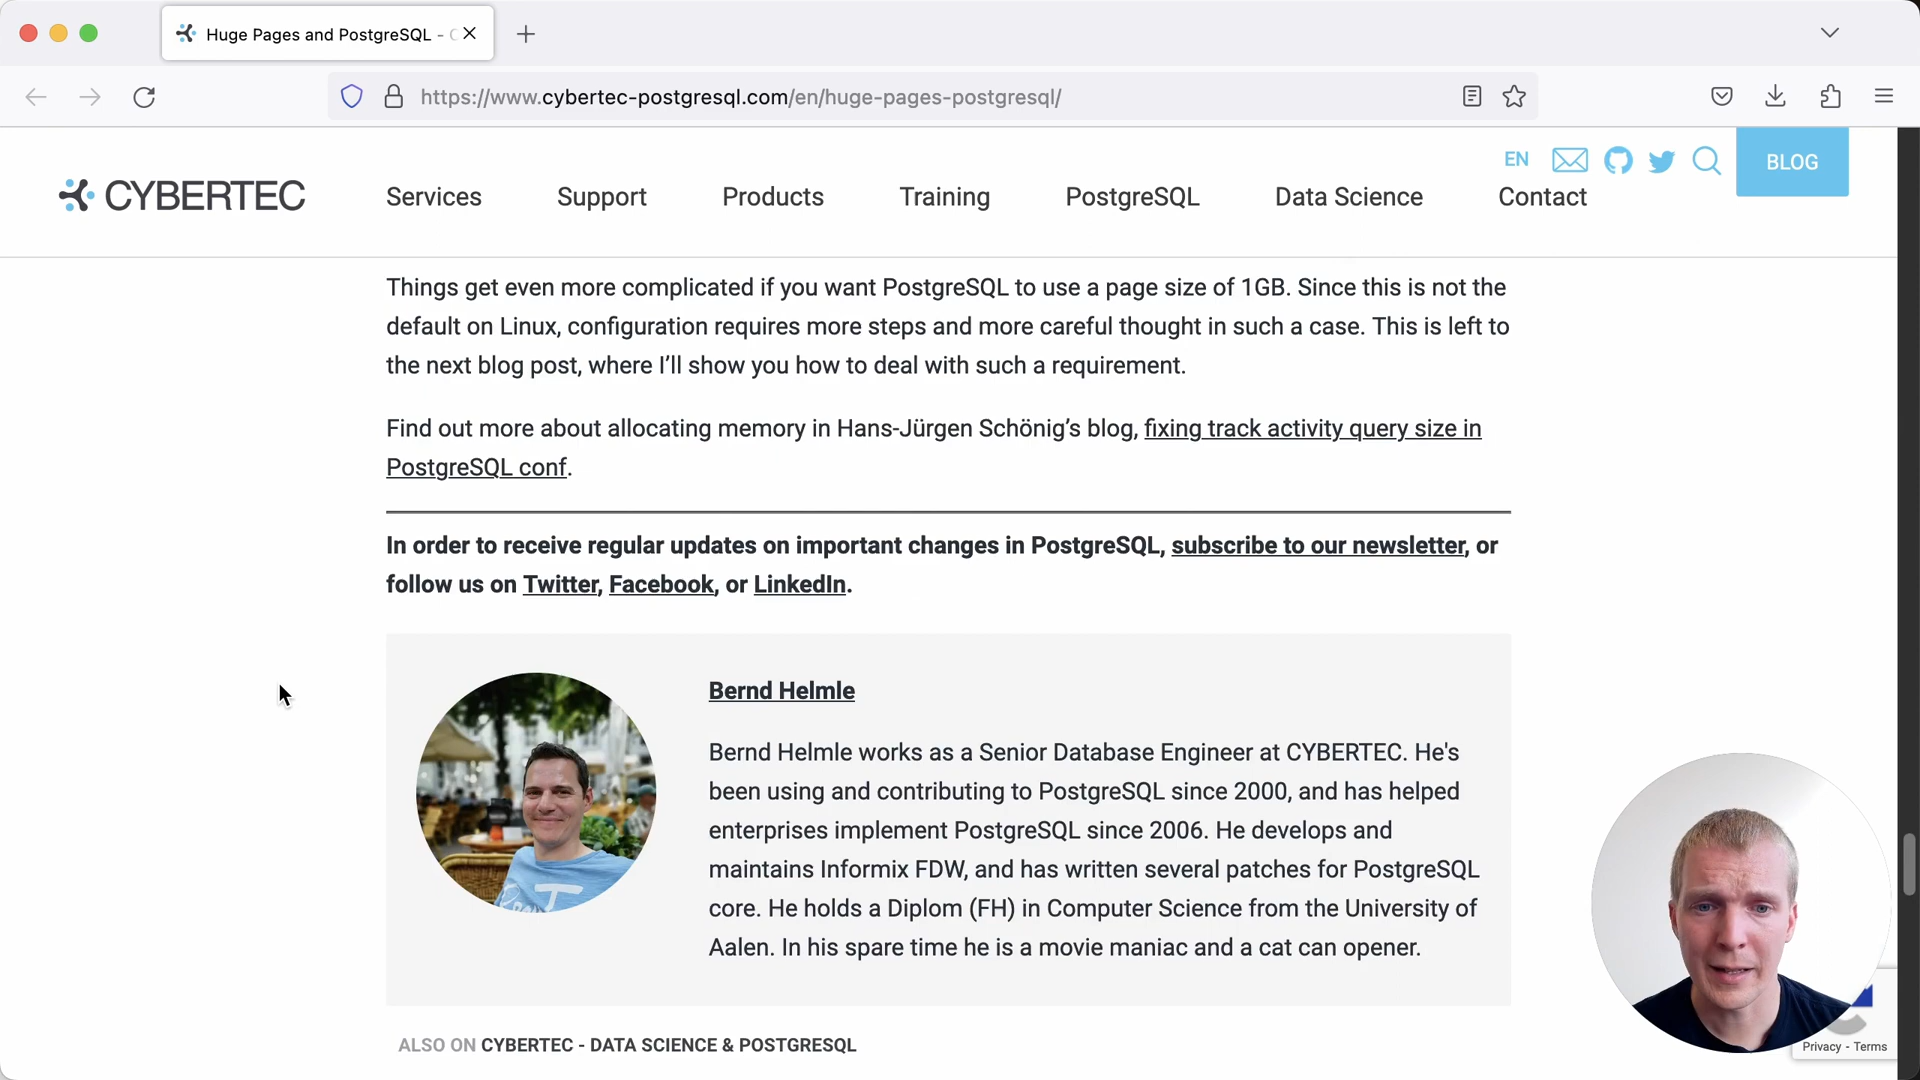 Huge Pages and PostgreSQL -
https://www.cybertec-postgresql.com/en/huge-pages-postgresql/
EN
BLOG
CYBERTEC
Services
Support
Products
Training
PostgreSQL
Data Science
Contact
Things get even more complicated if you want PostgreSQL to use a page size of 1GB. Since this is not the
default on Linux, configuration requires more steps and more careful thought in such a case. This is left to
the next blog post, where I’ll show you how to deal with such a requirement.
Find out more about allocating memory in Hans-Jürgen Schönig’s blog, fixing track activity query size in
PostgreSQL conf.
In order to receive regular updates on important changes in PostgreSQL, subscribe to our newsletter, or
follow us on Twitter, Facebook, or LinkedIn.
Bernd Helmle
Bernd Helmle works as a Senior Database Engineer at CYBERTEC. He's
been using and contributing to PostgreSQL since 2000, and has helped
enterprises implement PostgreSQL since 2006. He develops and
maintains Informix FDW, and has written several patches for PostgreSQL
core. He holds a Diplom (FH) in Computer Science from the University of
Aalen. In his spare time he is a movie maniac and a cat can opener.
ALSO ON CYBERTEC - DATA SCIENCE & POSTGRESQL
Privacy - Terms